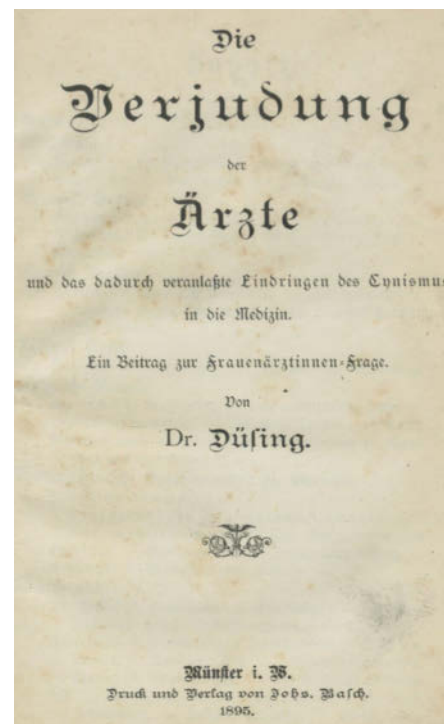 Die
Verjudung
der
Ärzte
und das dadurch veranlaßte Eindringen des Cynismus
in die Medizin.
Ein Beitrag zur Frauenärztinnen-Frage.
Von
Dr. Düsing.
Münster i. W.
Druck und Verlag von Johs. Basch.
1895.